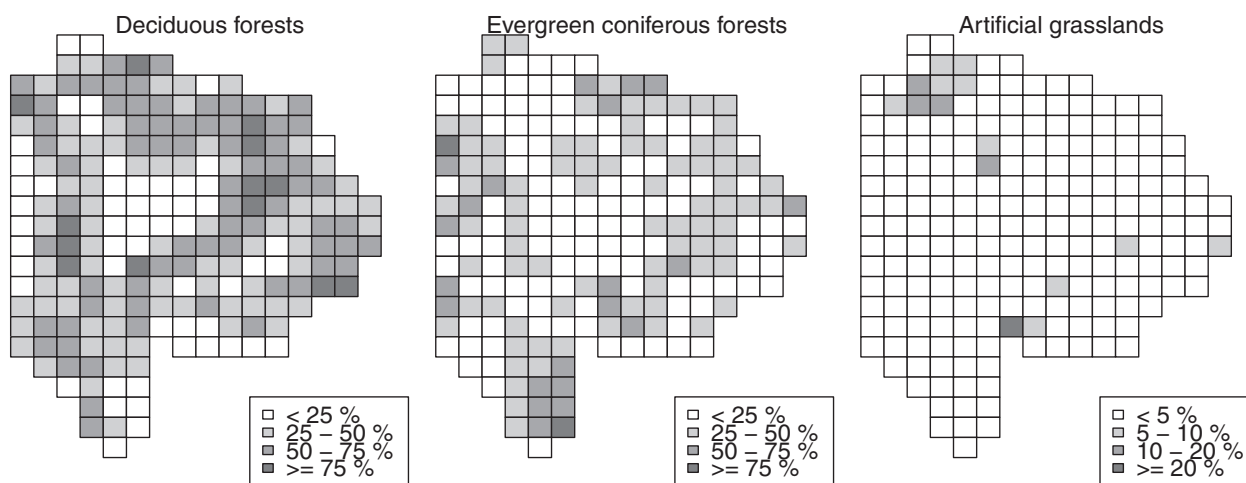 Deciduous forests
Evergreen coniferous forests
Artificial grasslands
< 25 %
25 – 50 %
50 – 75 %
>= 75 %
< 25 %
25 – 50 %
50 – 75 %
>= 75 %
< 5 %
5 – 10 %
10 – 20 %
>= 20 %